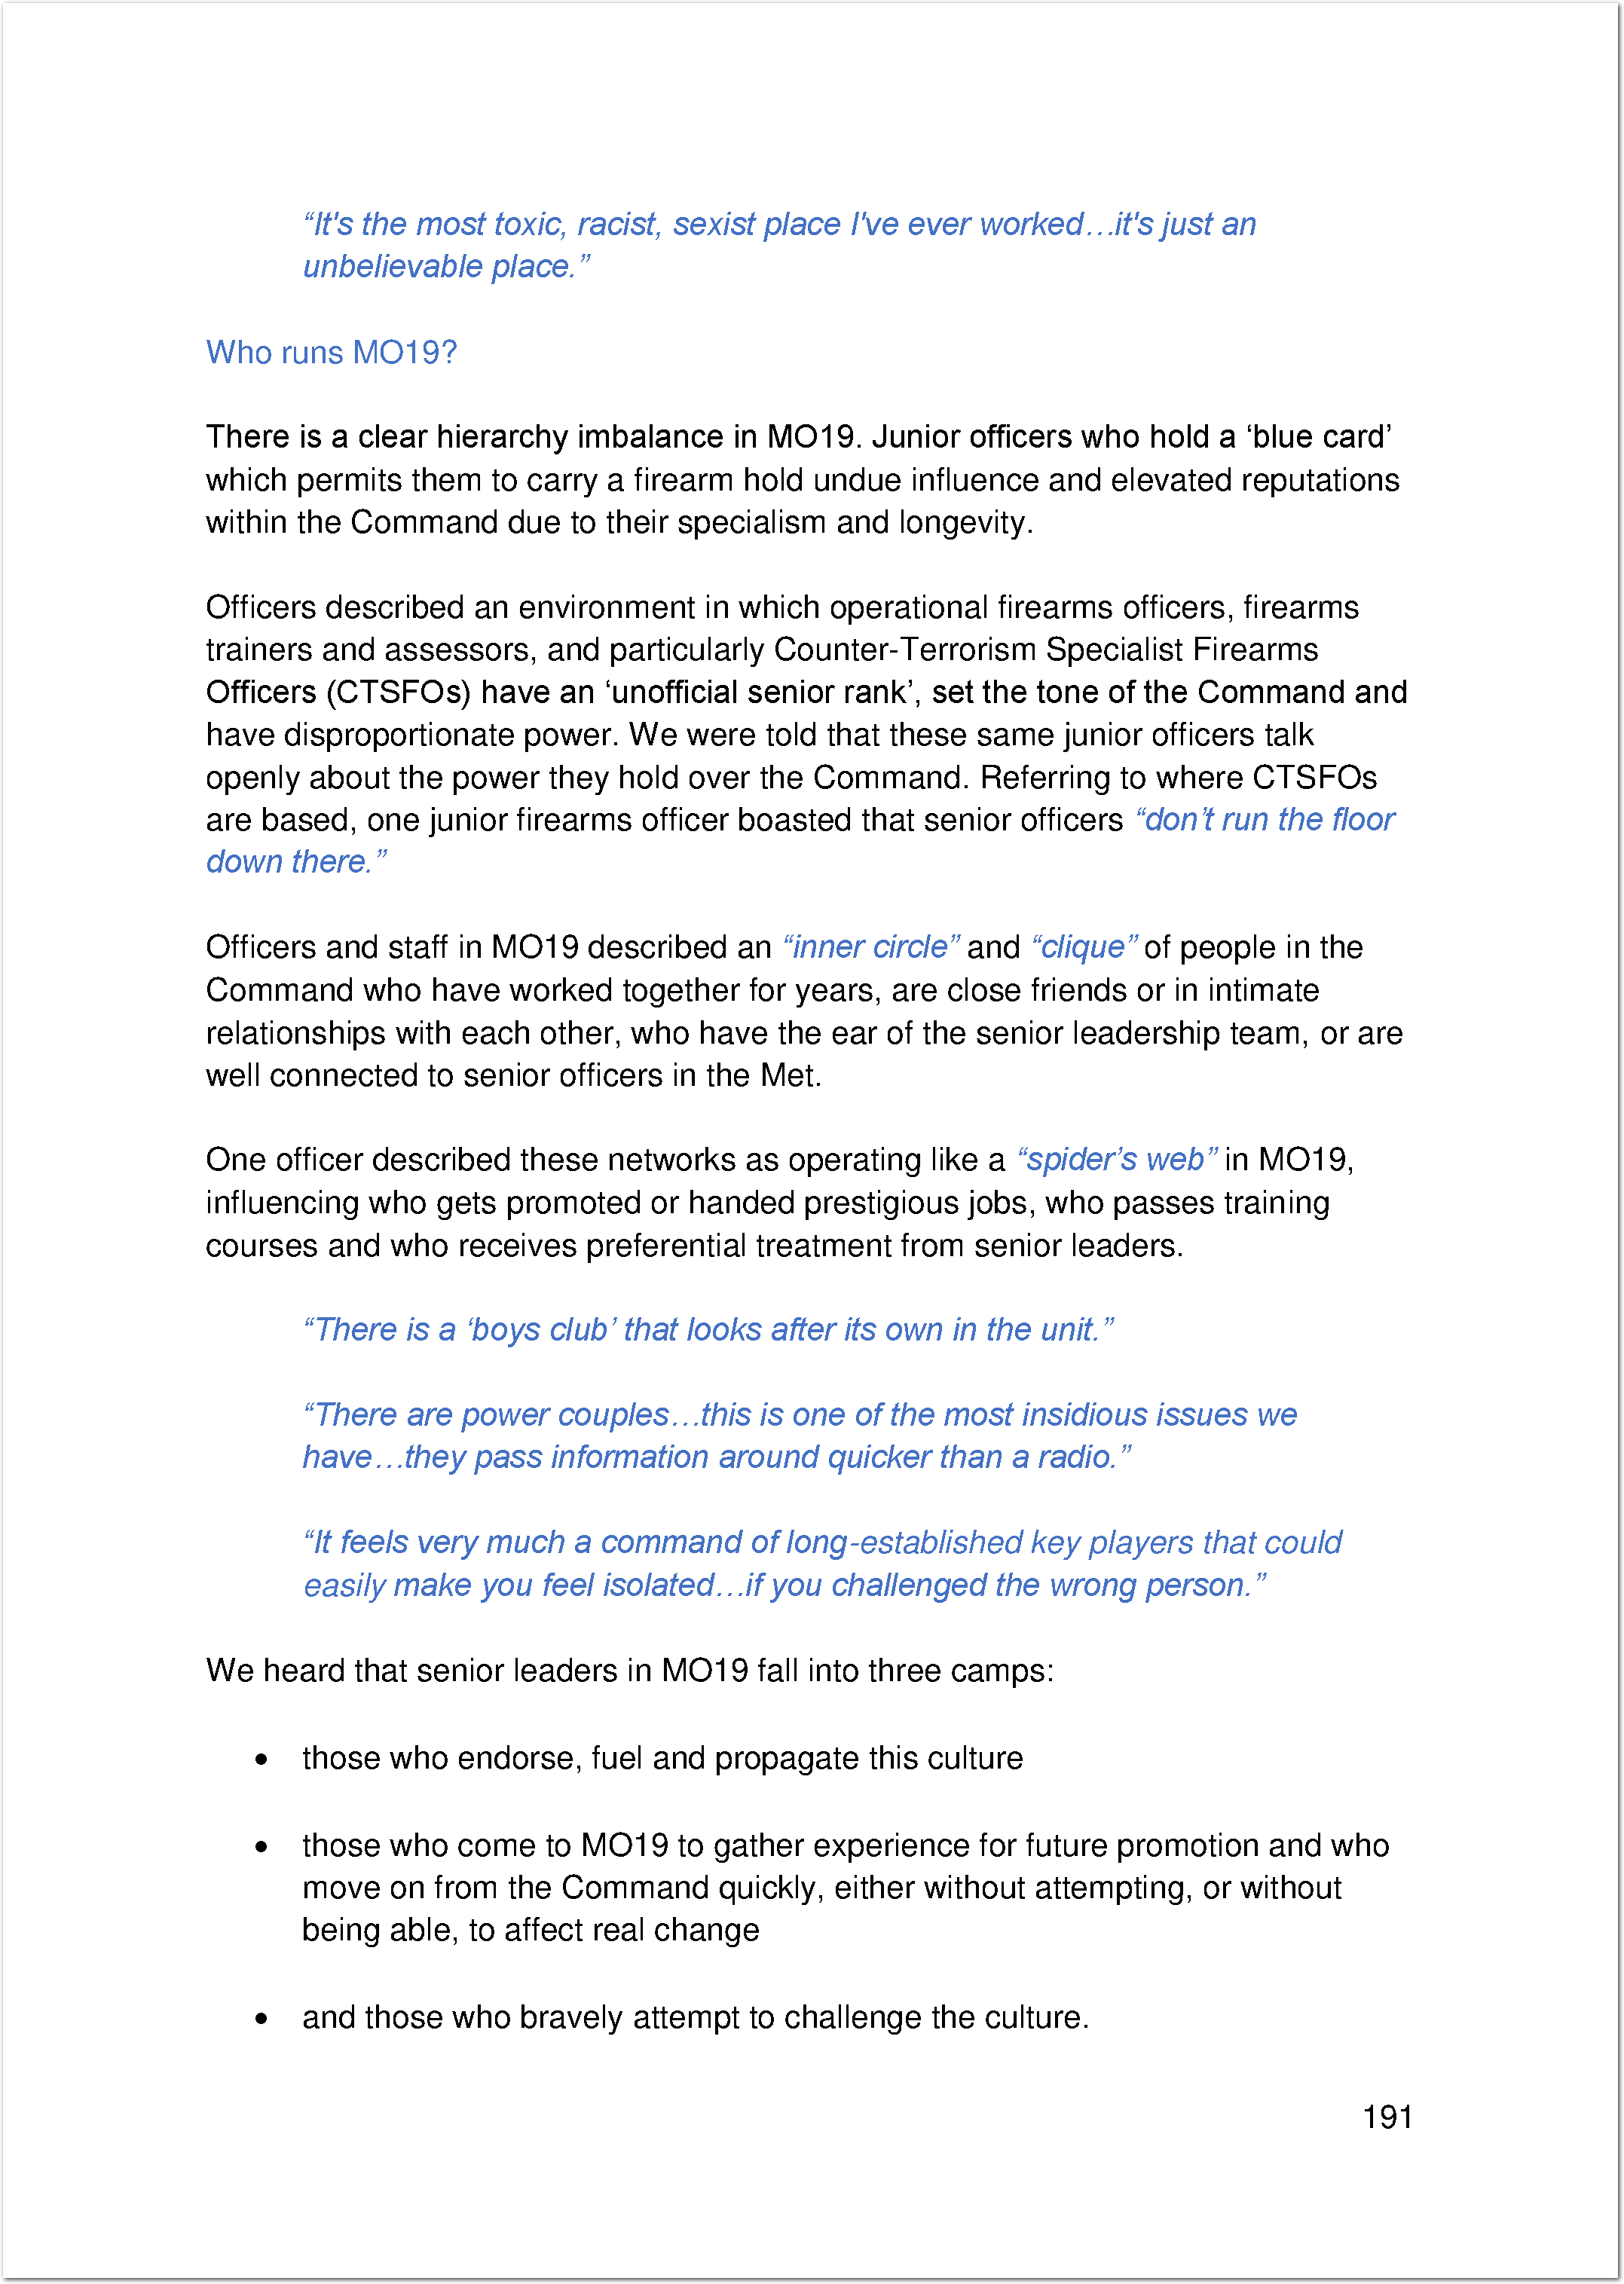 “It's the most toxic, racist, sexist place I've ever worked…it's just an
unbelievable place.”
Who runs MO19?
There is a clear hierarchy imbalance in MO19. Junior officers who hold a ‘blue card’
which permits them to carry a firearm hold undue influence and elevated reputations
within the Command due to their specialism and longevity.
Officers described an environment in which operational firearms officers, firearms
trainers and assessors, and particularly Counter-Terrorism Specialist Firearms
Officers (CTSFOs) have an ‘unofficial senior rank’, set the tone of the Command and
have disproportionate power. We were told that these same junior officers talk
openly about the power they hold over the Command. Referring to where CTSFOs
are based, one junior firearms officer boasted that senior officers “don’t run the floor
down there.”
Officers and staff in MO19 described an “inner circle” and “clique” of people in the
Command who have worked together for years, are close friends or in intimate
relationships with each other, who have the ear of the senior leadership team, or are
well connected to senior officers in the Met.
One officer described these networks as operating like a “spider’s web” in MO19,
influencing who gets promoted or handed prestigious jobs, who passes training
courses and who receives preferential treatment from senior leaders.
“There is a ‘boys club’ that looks after its own in the unit.”
“There are power couples…this is one of the most insidious issues we
have…they pass information around quicker than a radio.”
“It feels very much a command of long-established key players that could
easily make you feel isolated…if you challenged the wrong person.”
We heard that senior leaders in MO19 fall into three camps:
• those who endorse, fuel and propagate this culture
• those who come to MO19 to gather experience for future promotion and who
move on from the Command quickly, either without attempting, or without
being able, to affect real change
• and those who bravely attempt to challenge the culture.
191